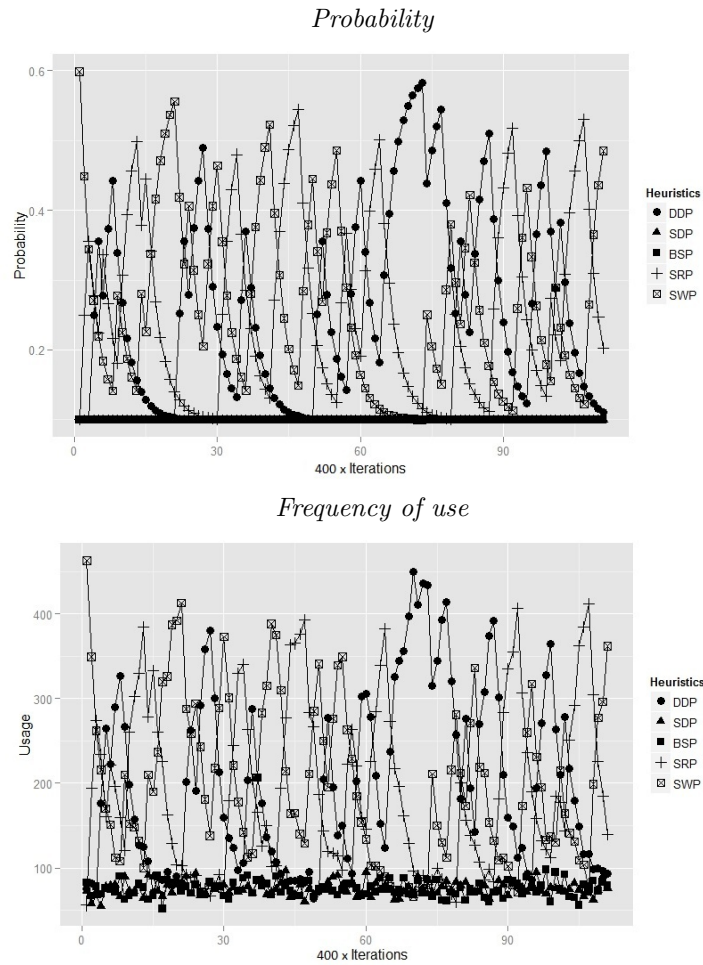 Probability
0.6
0.4
0.2
Probability
0
30
60
90
400 x Iterations
Heuristics
DDP
SDP
BSP
SRP
SWP
Frequency of use
400
300
200
100
Usage
0
30
60
90
400 x Iterations
Heuristics
DDP
SDP
BSP
SRP
SWP